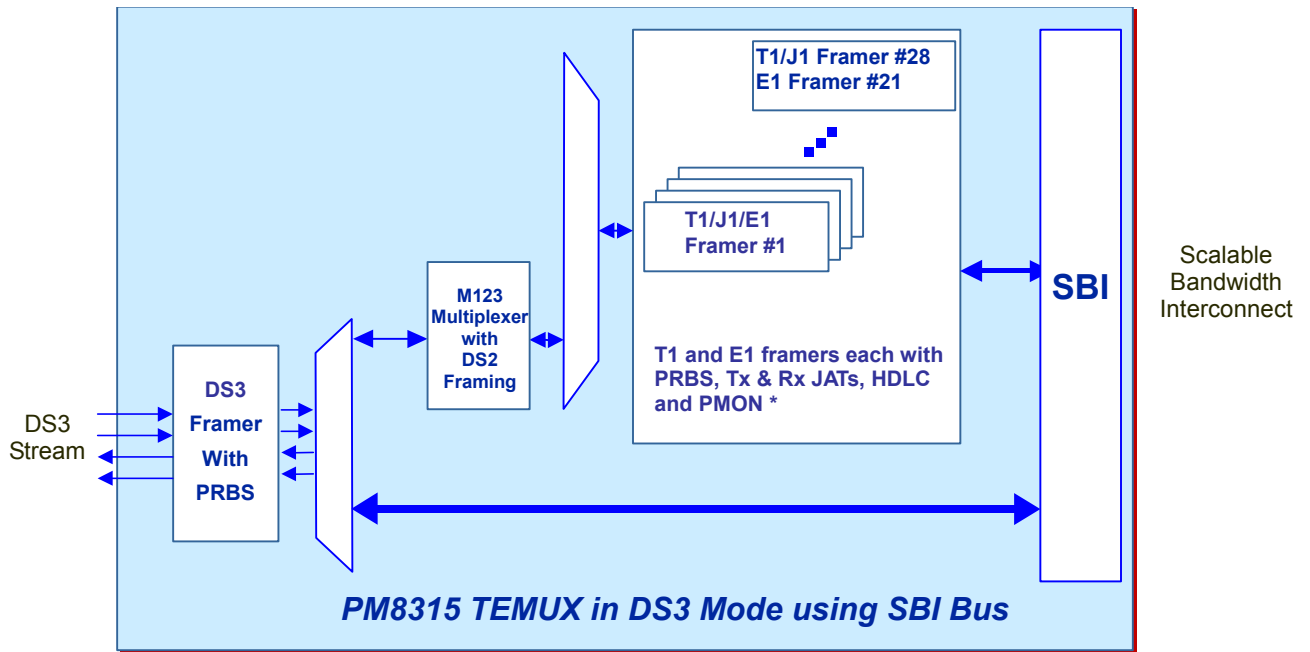 T1/J1 Framer #28
E1 Framer #21
T1/J1/E1
Framer #1
T1 and E1 framers each with
PRBS, Tx & Rx JATs, HDLC
and PMON *
M123
Multiplexer
with
DS2
Framing
DS3
Framer
With
PRBS
DS3
Stream
SBI
Scalable
Bandwidth
Interconnect
PM8315 TEMUX in DS3 Mode using SBI Bus